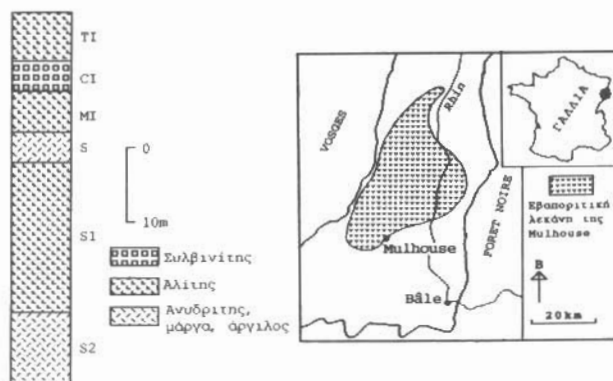 TI
CI
MI
S
S1
S2
0
10m
Συλβινίτης
Αλίτης
Ανυδριτης,
μάργα, άργιλος
VOSGES
Rhin
FORET NOIRE
Mulhouse
Bâle
ΓΑΛΛΙΑ
Εβαποριτική
λεκάνη της
Mulhouse
B
20km